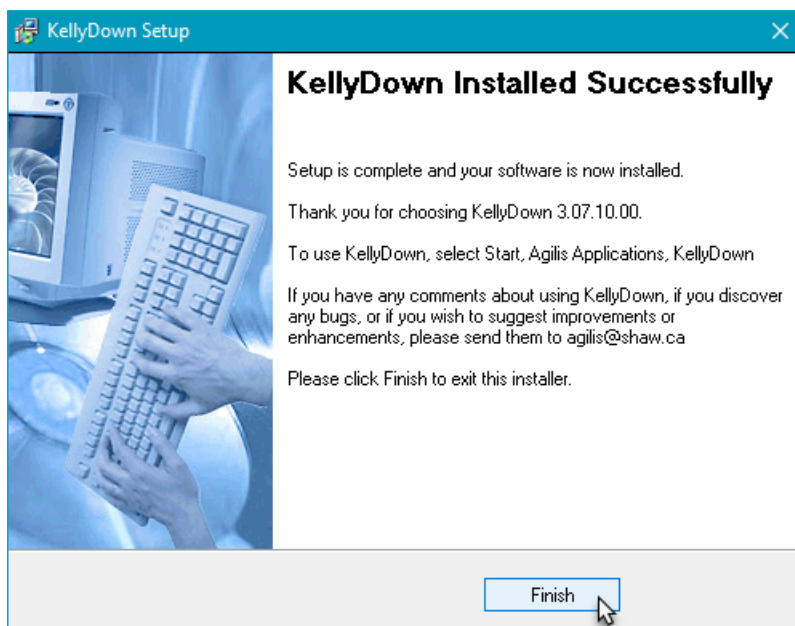 KellyDown Setup
KellyDown Installed Successfully
Setup is complete and your software is now installed.
Thank you for choosing KellyDown 3.07.10.00.
To use KellyDown, select Start, Agilis Applications, KellyDown
If you have any comments about using KellyDown, if you discover
any bugs, or if you wish to suggest improvements or
enhancements, please send them to agilis@shaw.ca
Please click Finish to exit this installer.
Finish